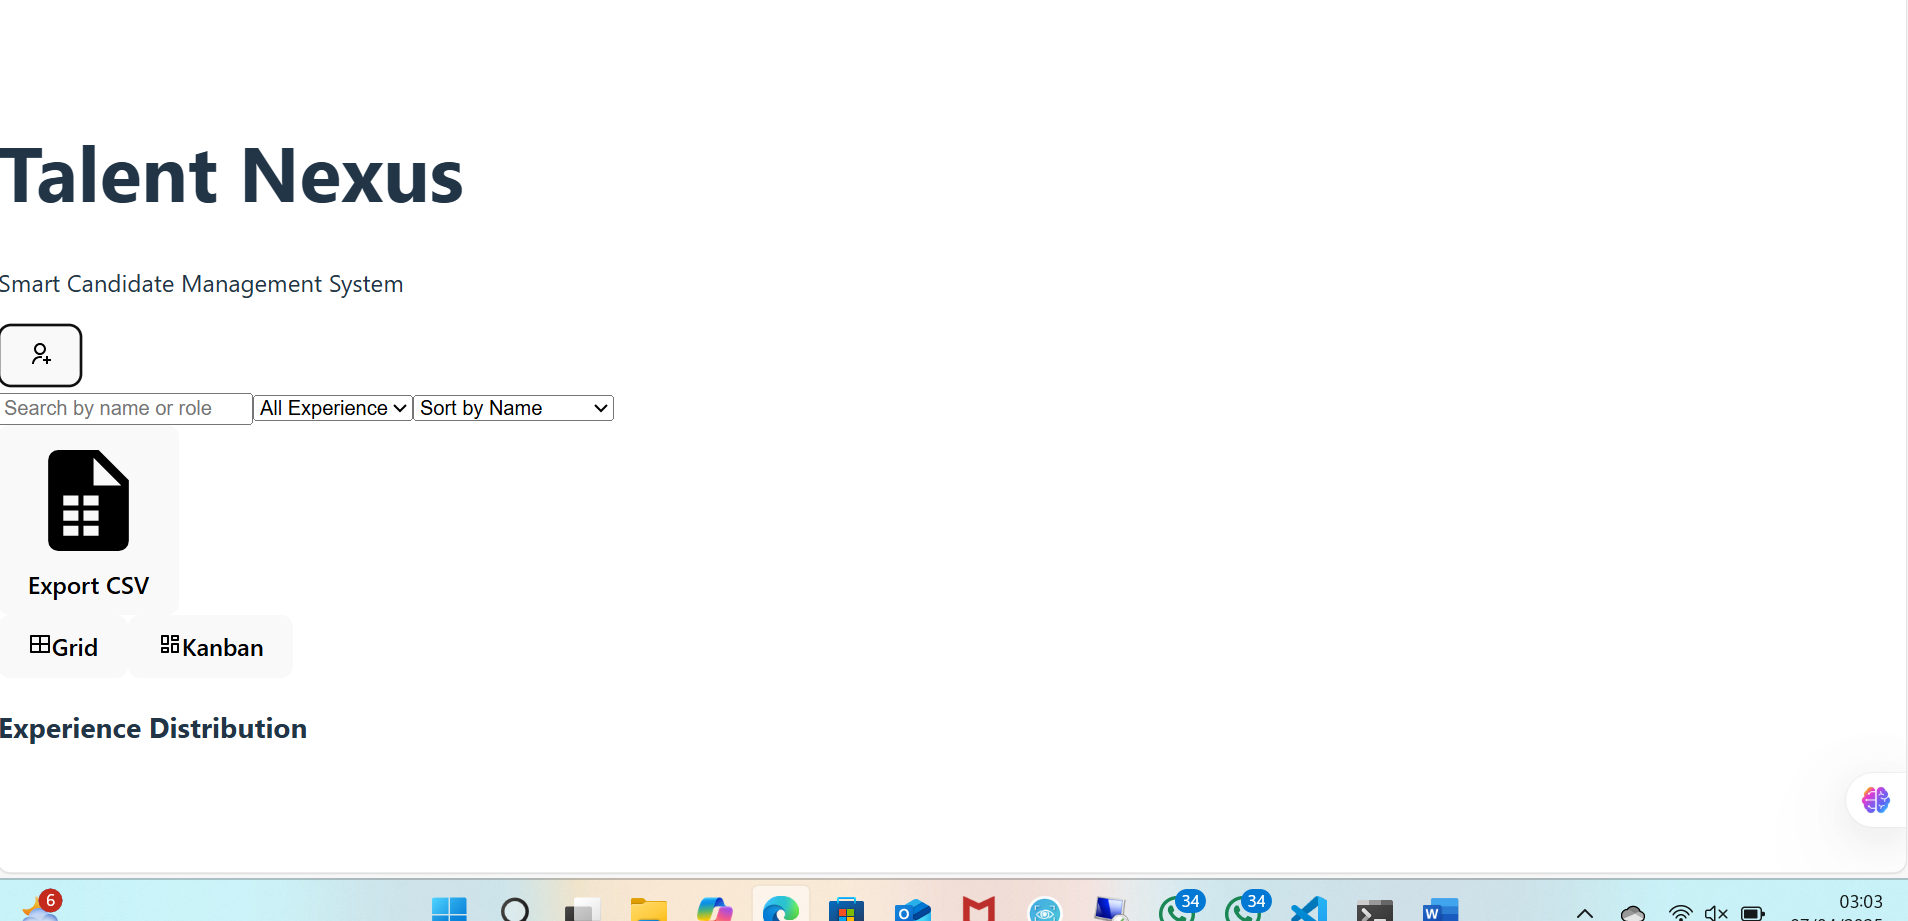 Talent Nexus
Smart Candidate Management System
Search by name or role All Experience Sort by Name
Export CSV
Grid Kanban
Experience Distribution
6
34 34
03:03